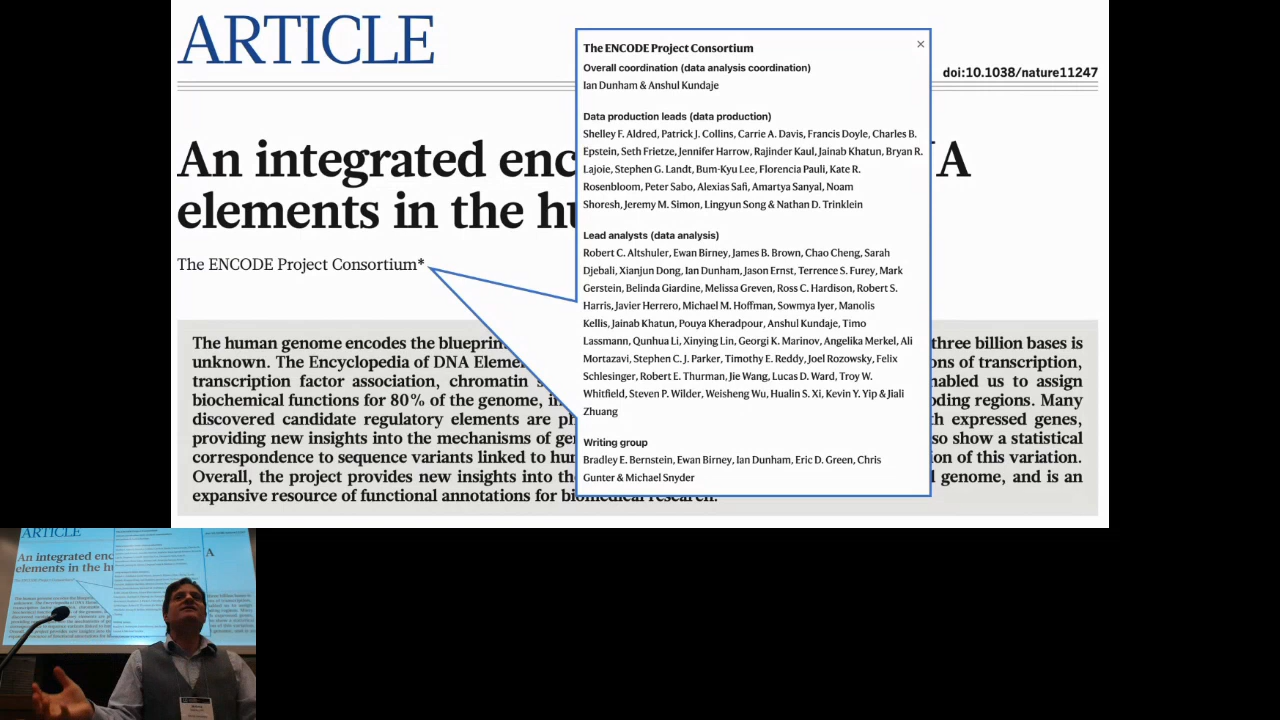 ARTICLE
doi:10.1038/nature11247
An integrated enc
A
elements in the hu
The ENCODE Project Consortium*
The human genome encodes the blueprin
three billion bases is
unknown. The Encyclopedia of DNA Eleme
ons of transcription,
transcription factor association, chromatin s
nabled us to assign
biochemical functions for 80% of the genome, in
oding regions. Many
discovered candidate regulatory elements are ph
h expressed genes,
providing new insights into the mechanisms of gen
so show a statistical
correspondence to sequence variants linked to hum
on of this variation.
Overall, the project provides new insights into the
l genome, and is an
expansive resource of functional annotations for biomedical research.
The ENCODE Project Consortium
×
Overall coordination (data analysis coordination)
Ian Dunham & Anshul Kundaje
Data production leads (data production)
Shelley F. Aldred, Patrick J. Collins, Carrie A. Davis, Francis Doyle, Charles B.
Epstein, Seth Frietze, Jennifer Harrow, Rajinder Kaul, Jainab Khatun, Bryan R.
Lajoie, Stephen G. Landt, Bum-Kyu Lee, Florencia Pauli, Kate R.
Rosenbloom, Peter Sabo, Alexias Safi, Amartya Sanyal, Noam
Shoresh, Jeremy M. Simon, Lingyun Song & Nathan D. Trinklein
Lead analysts (data analysis)
Robert C. Altshuler, Ewan Birney, James B. Brown, Chao Cheng, Sarah
Djebali, Xianjun Dong, Ian Dunham, Jason Ernst, Terrence S. Furey, Mark
Gerstein, Belinda Giardine, Melissa Greven, Ross C. Hardison, Robert S.
Harris, Javier Herrero, Michael M. Hoffman, Sowmya Iyer, Manolis
Kellis, Jainab Khatun, Pouya Kheradpour, Anshul Kundaje, Timo
Lassmann, Qunhua Li, Xinying Lin, Georgi K. Marinov, Angelika Merkel, Ali
Mortazavi, Stephen C. J. Parker, Timothy E. Reddy, Joel Rozowsky, Felix
Schlesinger, Robert E. Thurman, Jie Wang, Lucas D. Ward, Troy W.
Whitfield, Steven P. Wilder, Weisheng Wu, Hualin S. Xi, Kevin Y. Yip & Jiali
Zhuang
Writing group
Bradley E. Bernstein, Ewan Birney, Ian Dunham, Eric D. Green, Chris
Gunter & Michael Snyder
ARTICLE
An integrated enc
A
elements in the hu